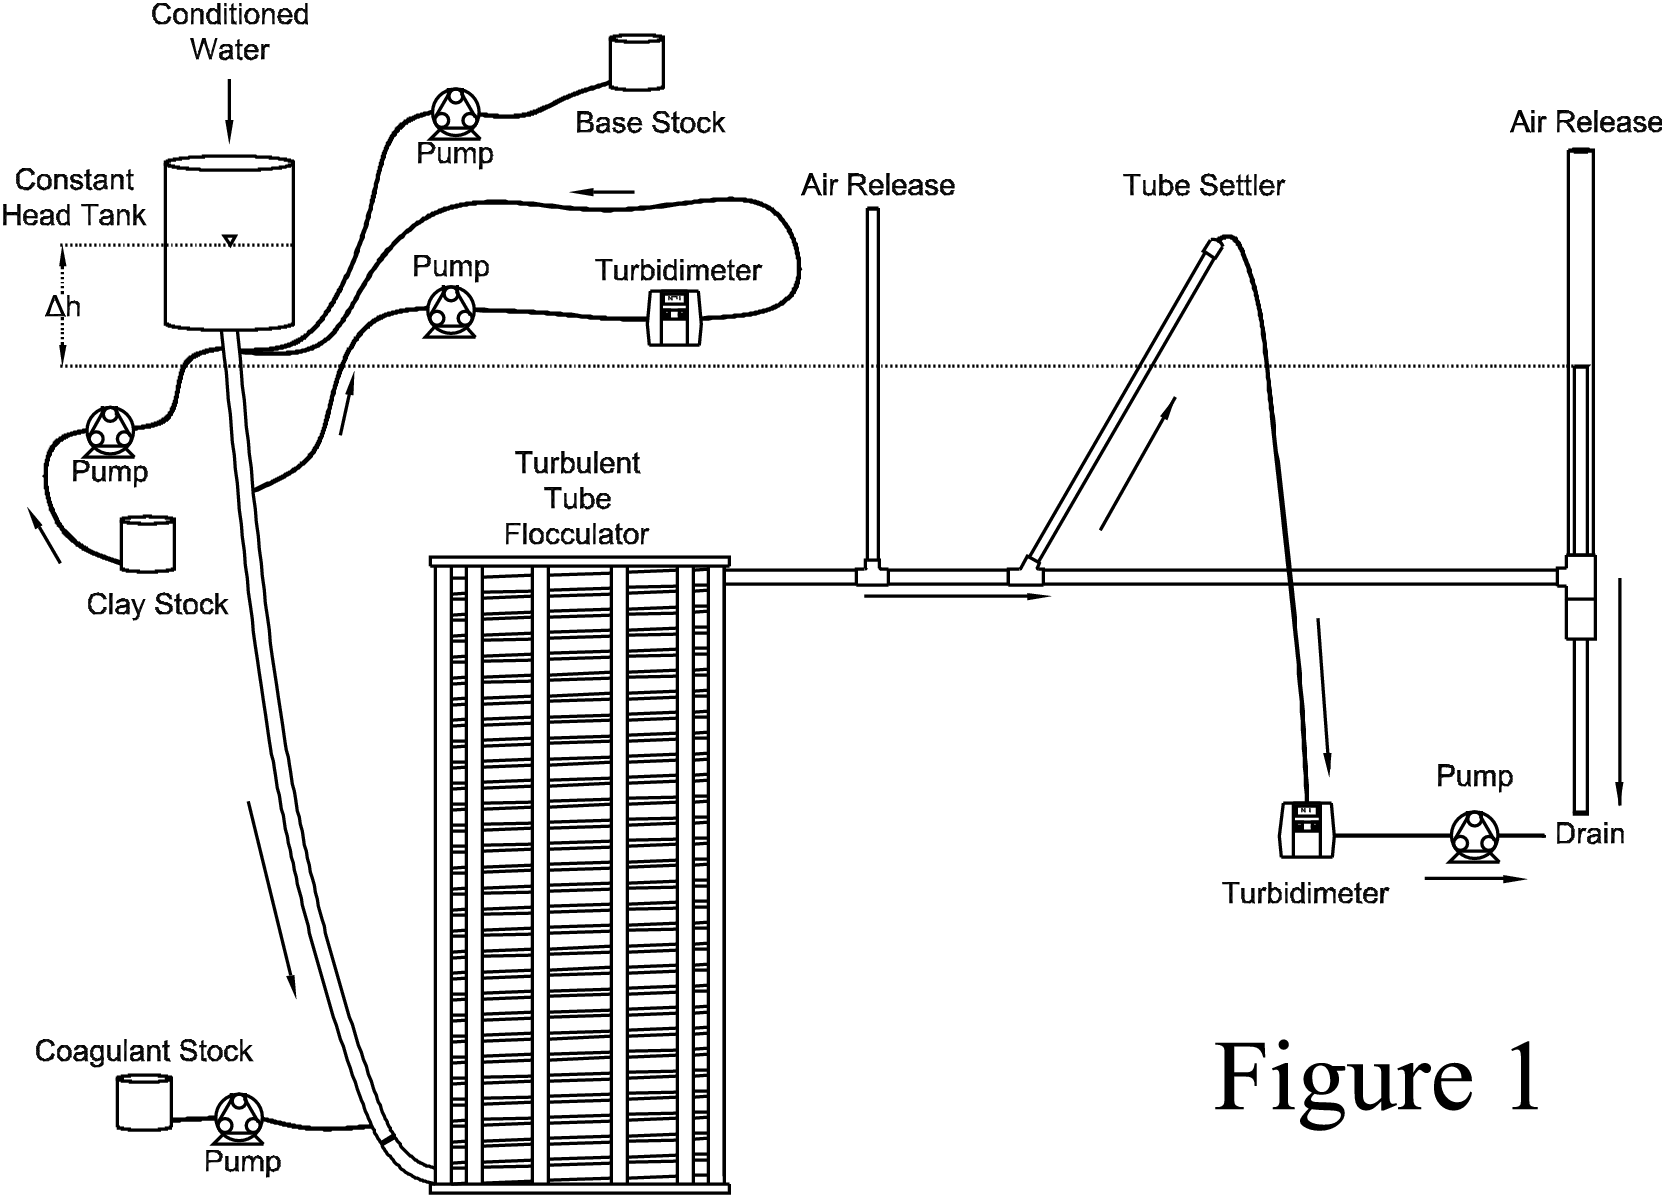 Conditioned
Water
Base Stock
Pump
Air Release
Constant
Head Tank
Air Release
Tube Settler
Pump
Turbidimeter
Δh
Turbulent
Tube
Flocculator
Pump
Clay Stock
Pump
Drain
Turbidimeter
Coagulant Stock
Pump
Figure 1